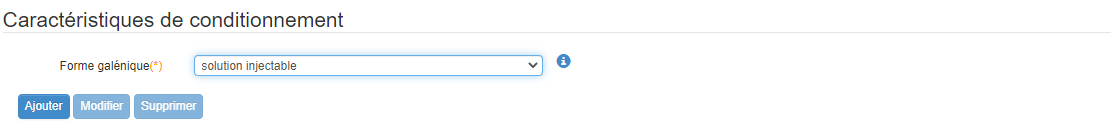 Caractéristiques de conditionnement
Forme galénique(*) solution injectable
Ajouter Modifier Supprimer